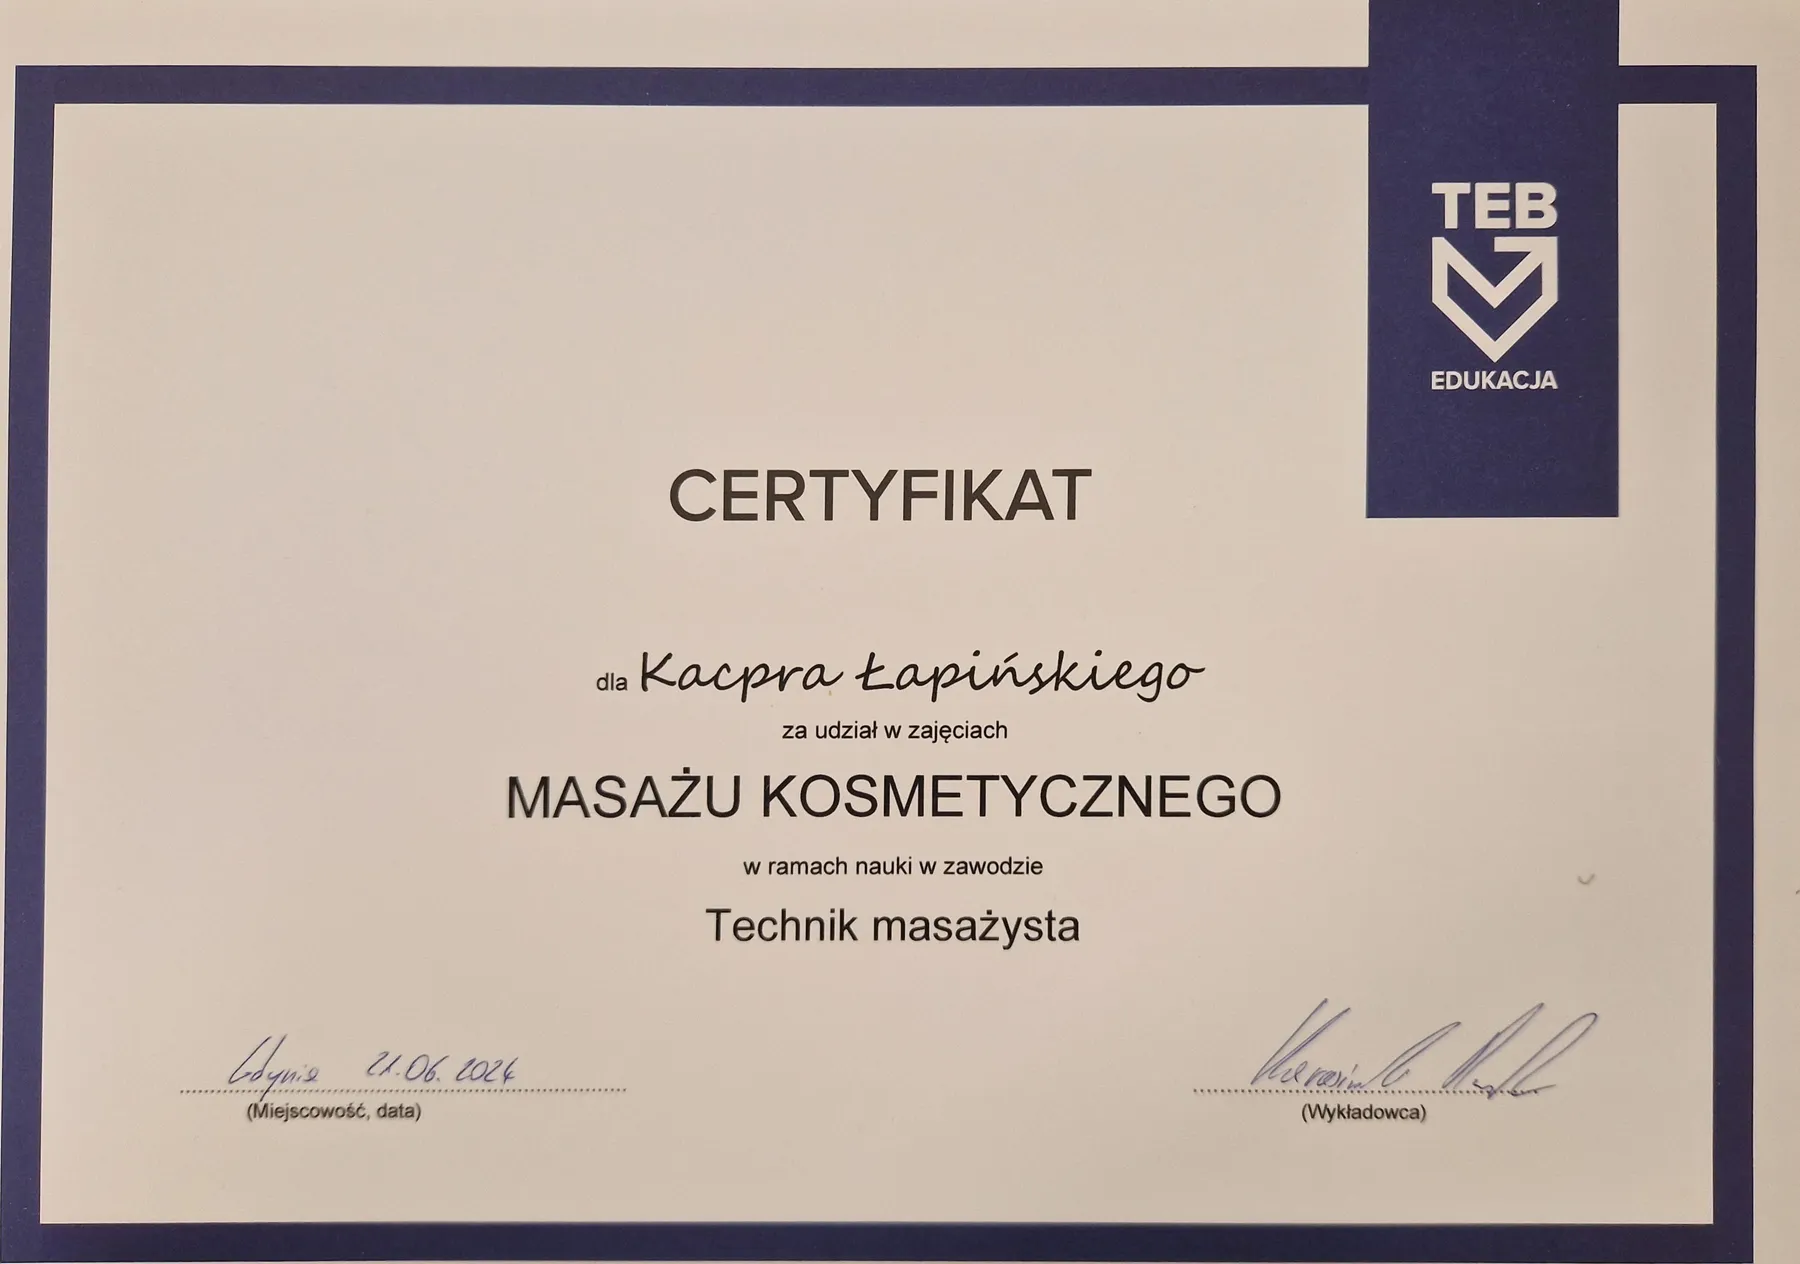 TEB
EDUKACJA
CERTYFIKAT
dla Kacpra Łapińskiego
za udział w zajęciach
MASAŻU KOSMETYCZNEGO
w ramach nauki w zawodzie
Technik masażysta
Gdynia 21.06.2024
(Miejscowość, data)
(Wykładowca)